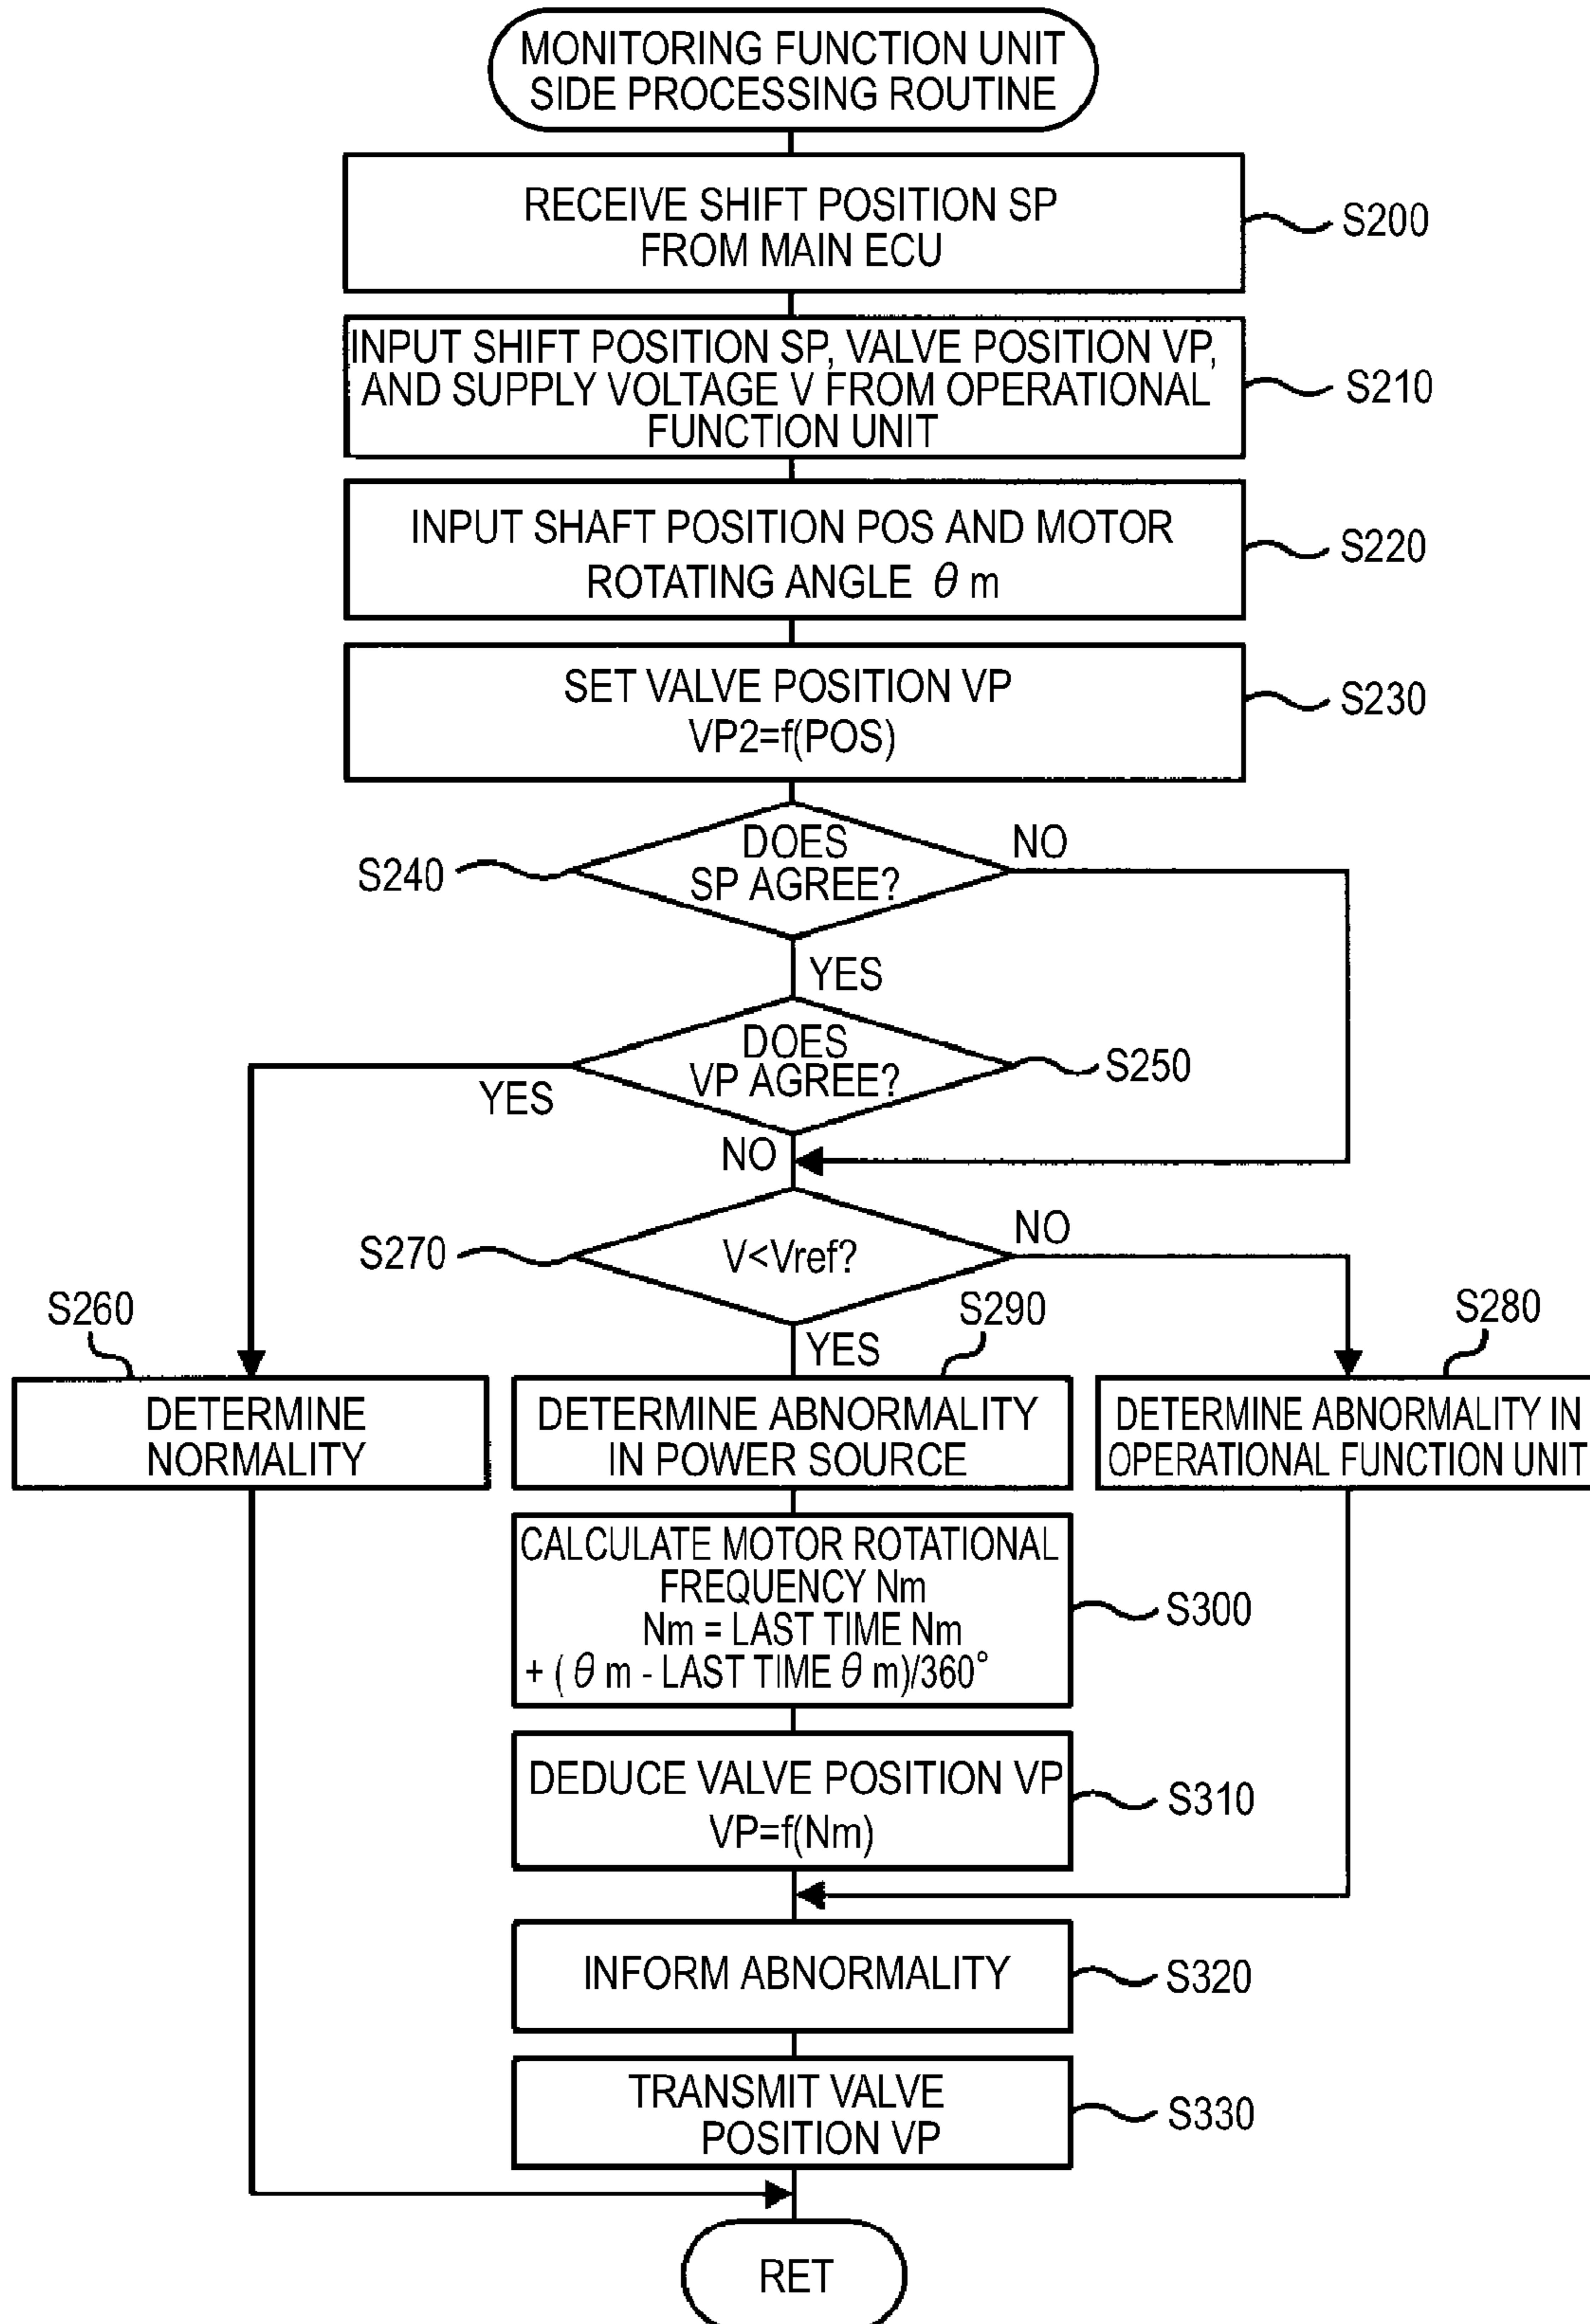 MONITORING FUNCTION UNIT
SIDE PROCESSING ROUTINE
RECEIVE SHIFT POSITION SP
FROM MAIN ECU
S200
INPUT SHIFT POSITION SP, VALVE POSITION VP,
AND SUPPLY VOLTAGE V FROM OPERATIONAL
FUNCTION UNIT
S210
INPUT SHAFT POSITION POS AND MOTOR
ROTATING ANGLE θ m
S220
SET VALVE POSITION VP
VP2=f(POS)
S230
DOES
SP AGREE?
S240
NO
YES
DOES
VP AGREE?
S250
YES
NO
V<Vref?
S270
NO
YES
S260
DETERMINE
NORMALITY
S290
DETERMINE ABNORMALITY
IN POWER SOURCE
S280
DETERMINE ABNORMALITY IN
OPERATIONAL FUNCTION UNIT
CALCULATE MOTOR ROTATIONAL
FREQUENCY Nm
Nm = LAST TIME Nm
+ ( θ m - LAST TIME θ m)/360°
S300
DEDUCE VALVE POSITION VP
VP=f(Nm)
S310
INFORM ABNORMALITY
S320
TRANSMIT VALVE
POSITION VP
S330
RET